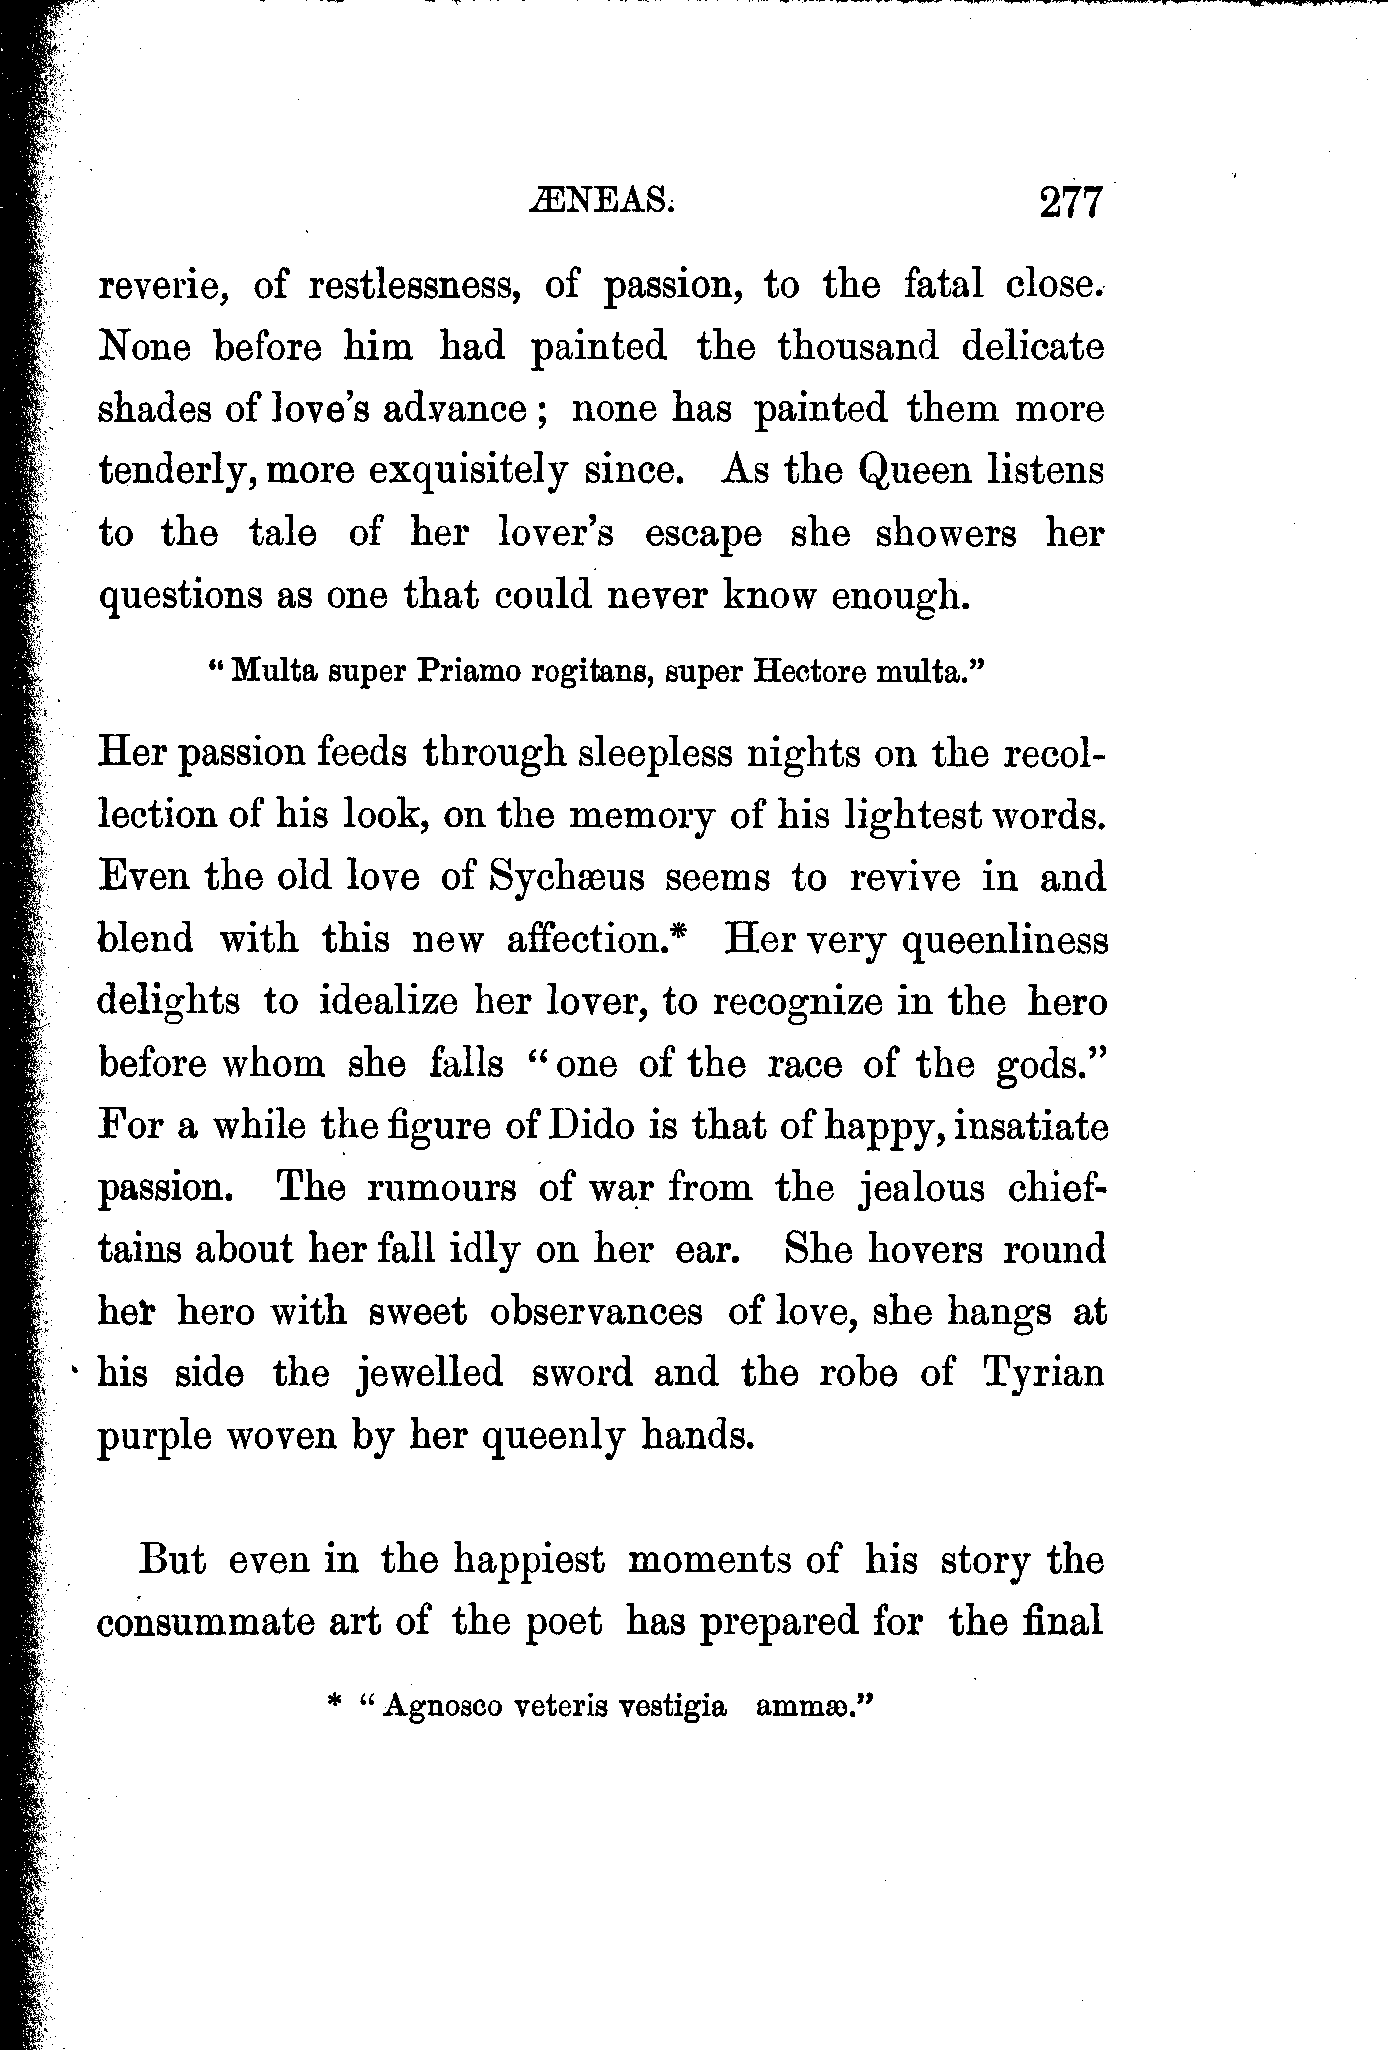 ÆNEAS. 277
reverie, of restlessness, of passion, to the fatal close.
None before him had painted the thousand delicate
shades of love's advance ; none has painted them more
tenderly, more exquisitely since. As the Queen listens
to the tale of her lover's escape she showers her
questions as one that could never know enough.
“ Multa super Priamo rogitans, super Hectore multa.”
Her passion feeds through sleepless nights on the recol-
lection of his look, on the memory of his lightest words.
Even the old love of Sychæus seems to revive in and
blend with this new affection.* Her very queenliness
delights to idealize her lover, to recognize in the hero
before whom she falls “ one of the race of the gods.”
For a while the figure of Dido is that of happy, insatiate
passion. The rumours of war from the jealous chief-
tains about her fall idly on her ear. She hovers round
her hero with sweet observances of love, she hangs at
his side the jewelled sword and the robe of Tyrian
purple woven by her queenly hands.
But even in the happiest moments of his story the
consummate art of the poet has prepared for the final
* “ Agnosco veteris vestigia ammæ.”